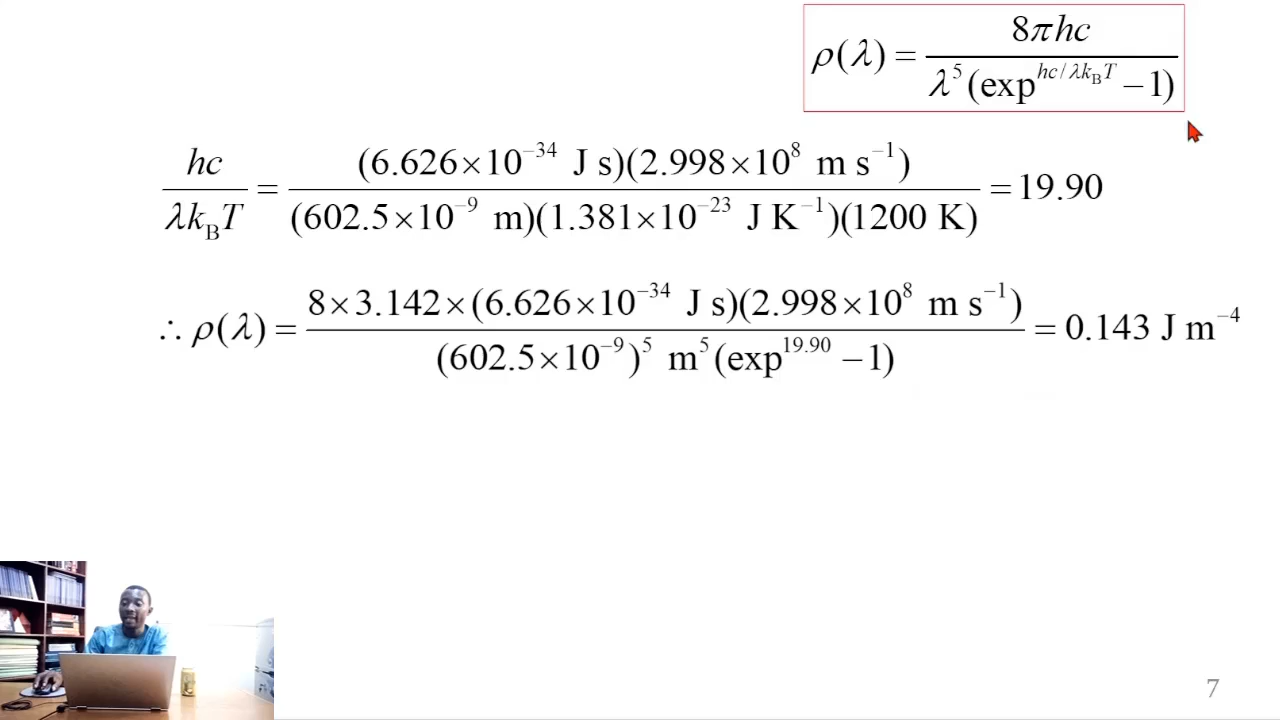 ρ(λ) = 8πhc / λ⁵(exp^{hc/λk_BT} − 1)
hc / λk_BT = (6.626×10⁻³⁴ J s)(2.998×10⁸ m s⁻¹) / (602.5×10⁻⁹ m)(1.381×10⁻²³ J K⁻¹)(1200 K) = 19.90
∴ ρ(λ) = 8×3.142×(6.626×10⁻³⁴ J s)(2.998×10⁸ m s⁻¹) / (602.5×10⁻⁹)⁵ m⁵(exp^{19.90} − 1) = 0.143 J m⁻⁴
7